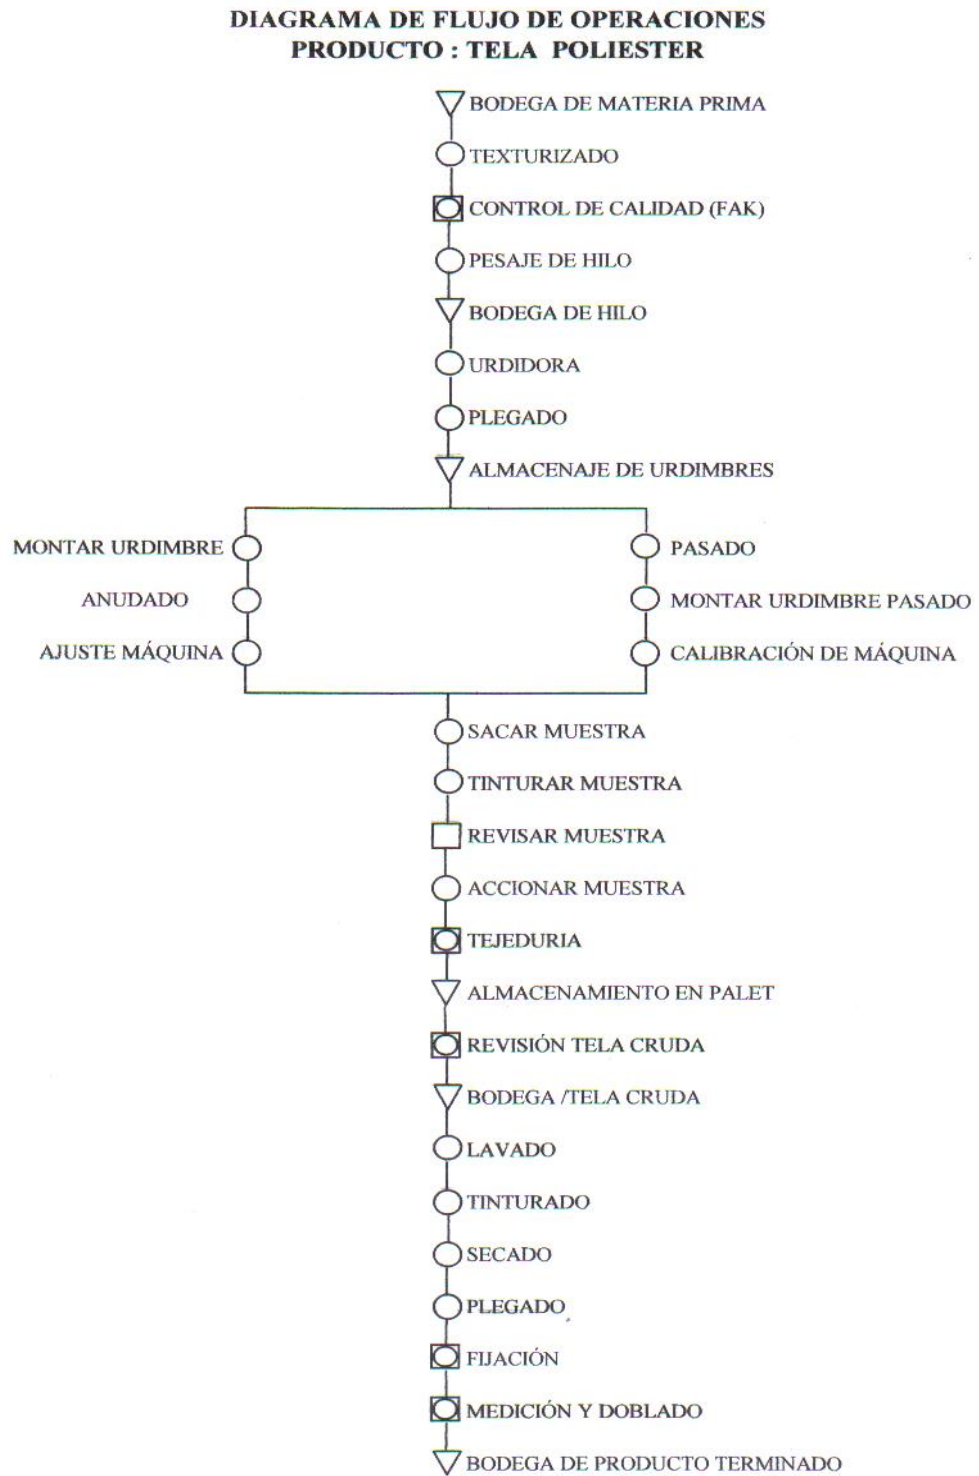 DIAGRAMA DE FLUJO DE OPERACIONES
PRODUCTO : TELA POLIESTER
BODEGA DE MATERIA PRIMA
TEXTURIZADO
CONTROL DE CALIDAD (FAK)
PESAJE DE HILO
BODEGA DE HILO
URDIDORA
PLEGADO
ALMACENAJE DE URDIMBRES
MONTAR URDIMBRE
PASADO
ANUDADO
MONTAR URDIMBRE PASADO
AJUSTE MÁQUINA
CALIBRACIÓN DE MÁQUINA
SACAR MUESTRA
TINTURAR MUESTRA
REVISAR MUESTRA
ACCIONAR MUESTRA
TEJEDURIA
ALMACENAMIENTO EN PALET
REVISIÓN TELA CRUDA
BODEGA /TELA CRUDA
LAVADO
TINTURADO
SECADO
PLEGADO
FIJACIÓN
MEDICIÓN Y DOBLADO
BODEGA DE PRODUCTO TERMINADO